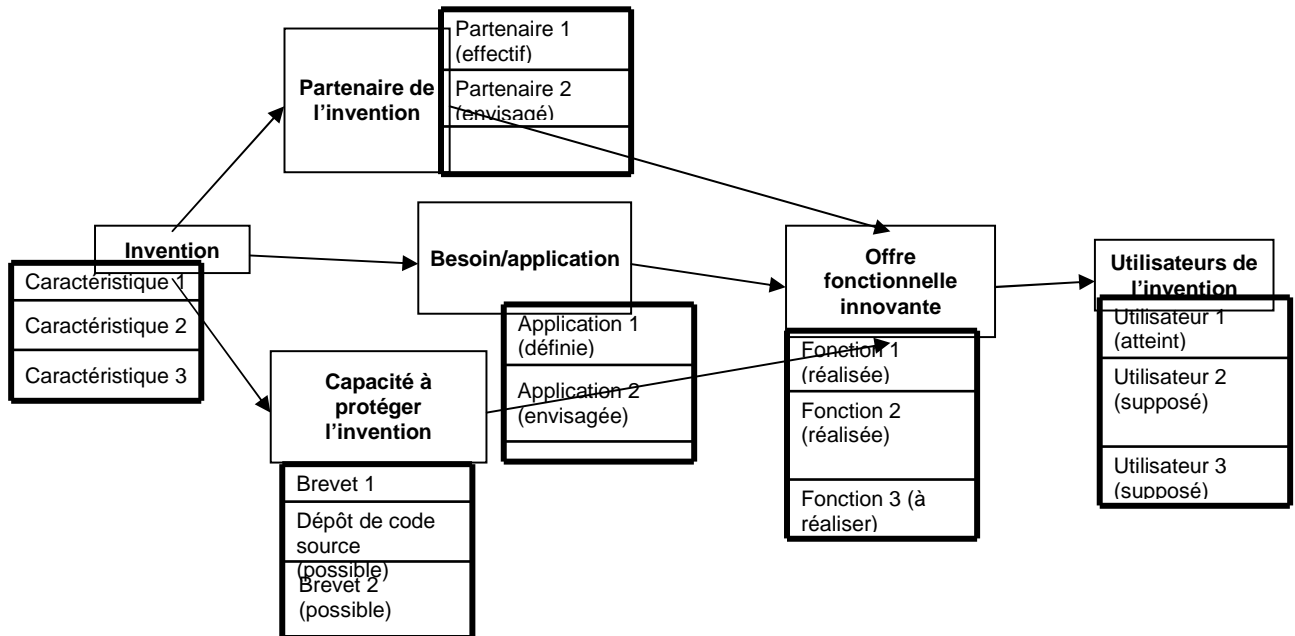 Partenaire 1
(effectif)
Partenaire de
l’invention
Partenaire 2
(envisagé)
Invention
Caractéristique 1
Caractéristique 2
Caractéristique 3
Besoin/application
Application 1
(définie)
Application 2
(envisagée)
Capacité à
protéger
l’invention
Brevet 1
Dépôt de code
source
(possible)
Brevet 2
(possible)
Offre
fonctionnelle
innovante
Fonction 1
(réalisée)
Fonction 2
(réalisée)
Fonction 3 (à
réaliser)
Utilisateurs de
l’invention
Utilisateur 1
(atteint)
Utilisateur 2
(supposé)
Utilisateur 3
(supposé)